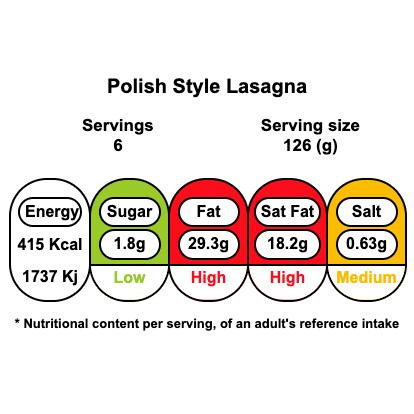 Polish Style Lasagna
Servings
6
Serving size
126 (g)
Energy
415 Kcal
1737 Kj
Sugar
1.8g
Low
Fat
29.3g
High
Sat Fat
18.2g
High
Salt
0.63g
Medium
* Nutritional content per serving, of an adult's reference intake